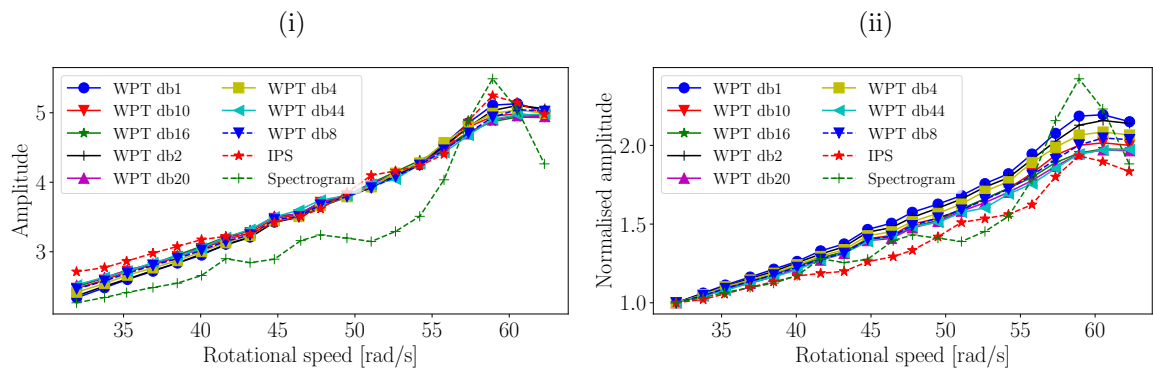 (i)
(ii)
Amplitude
5
4
3
WPT db1
WPT db10
WPT db16
WPT db2
WPT db20
WPT db4
WPT db44
WPT db8
IPS
Spectrogram
35 40 45 50 55 60
Rotational speed [rad/s]
Normalised amplitude
2.0
1.5
1.0
WPT db1
WPT db10
WPT db16
WPT db2
WPT db20
WPT db4
WPT db44
WPT db8
IPS
Spectrogram
35 40 45 50 55 60
Rotational speed [rad/s]